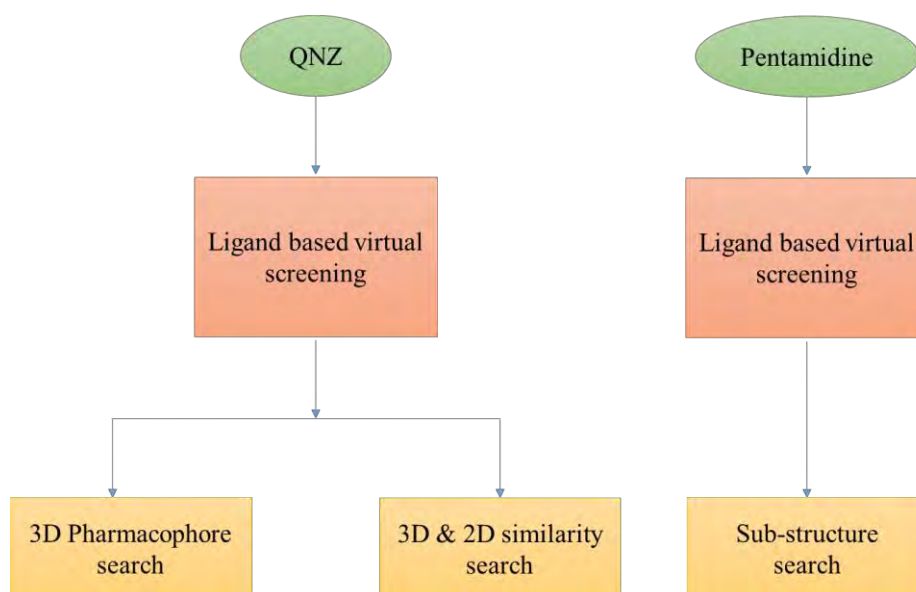 QNZ
Pentamidine
Ligand based virtual
screening
Ligand based virtual
screening
3D Pharmacophore
search
3D & 2D similarity
search
Sub-structure
search